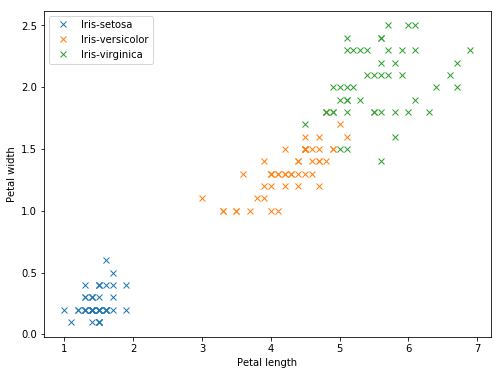 Iris-setosa
Iris-versicolor
Iris-virginica
2.5
2.0
1.5
1.0
0.5
0.0
Petal width
1 2 3 4 5 6 7
Petal length